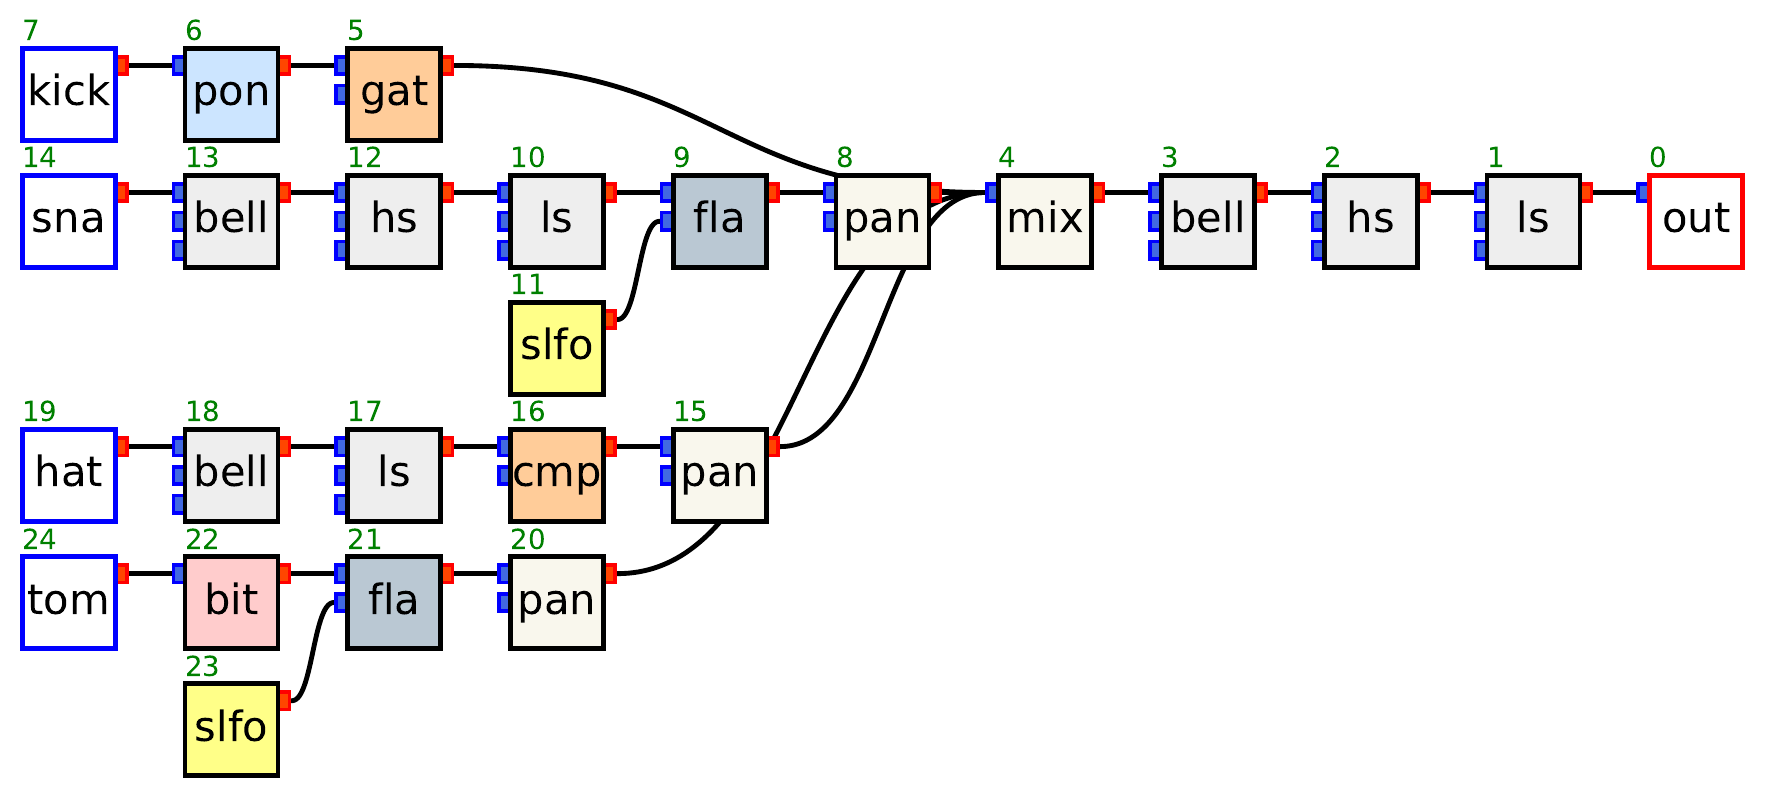 7 6 5
kick pon gat
14 13 12 10 9 8 4 3 2 1 0
sna bell hs ls fla pan mix bell hs ls out
11
slfo
19 18 17 16 15
hat bell ls cmp pan
24 22 21 20
tom bit fla pan
23
slfo